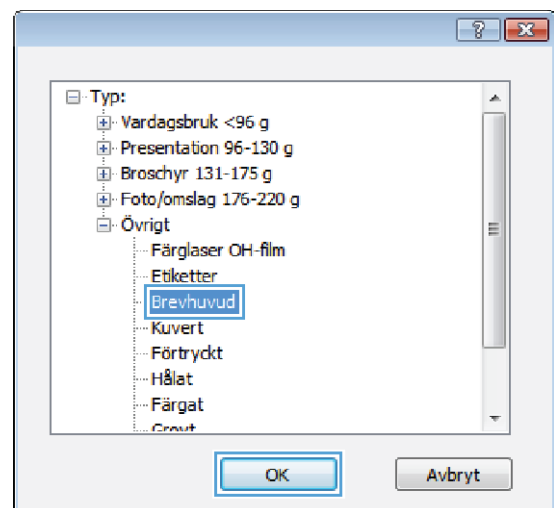 ?
Typ:
Vardagsbruk <96 g
Presentation 96-130 g
Broschyr 131-175 g
Foto/omslag 176-220 g
Övrigt
Färglaser OH-film
Etiketter
Brevhuvud
Kuvert
Förtryckt
Hålat
Färgat
Grovt
OK
Avbryt